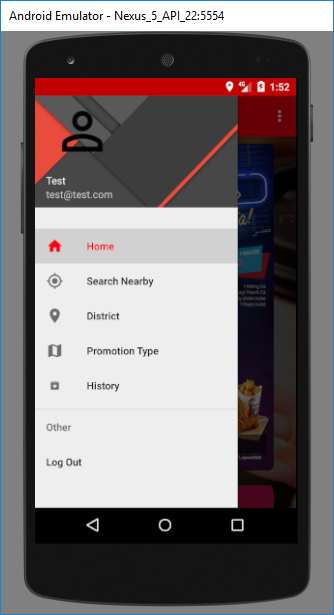 Android Emulator - Nexus_5_API_22:5554
4G 1:52
Test
test@test.com
Home
Search Nearby
District
Promotion Type
History
Other
Log Out